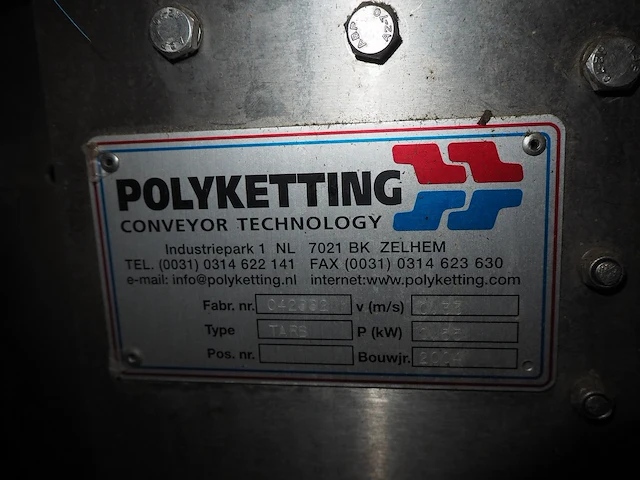 POLYKETTING
CONVEYOR TECHNOLOGY
Industriepark 1 NL 7021 BK ZELHEM
TEL. (0031) 0314 622 141 FAX (0031) 0314 623 630
e-mail: info@polyketting.nl internet:www.polyketting.com
Fabr. nr. v (m/s)
Type P (kW)
Pos. nr. Bouwjr.